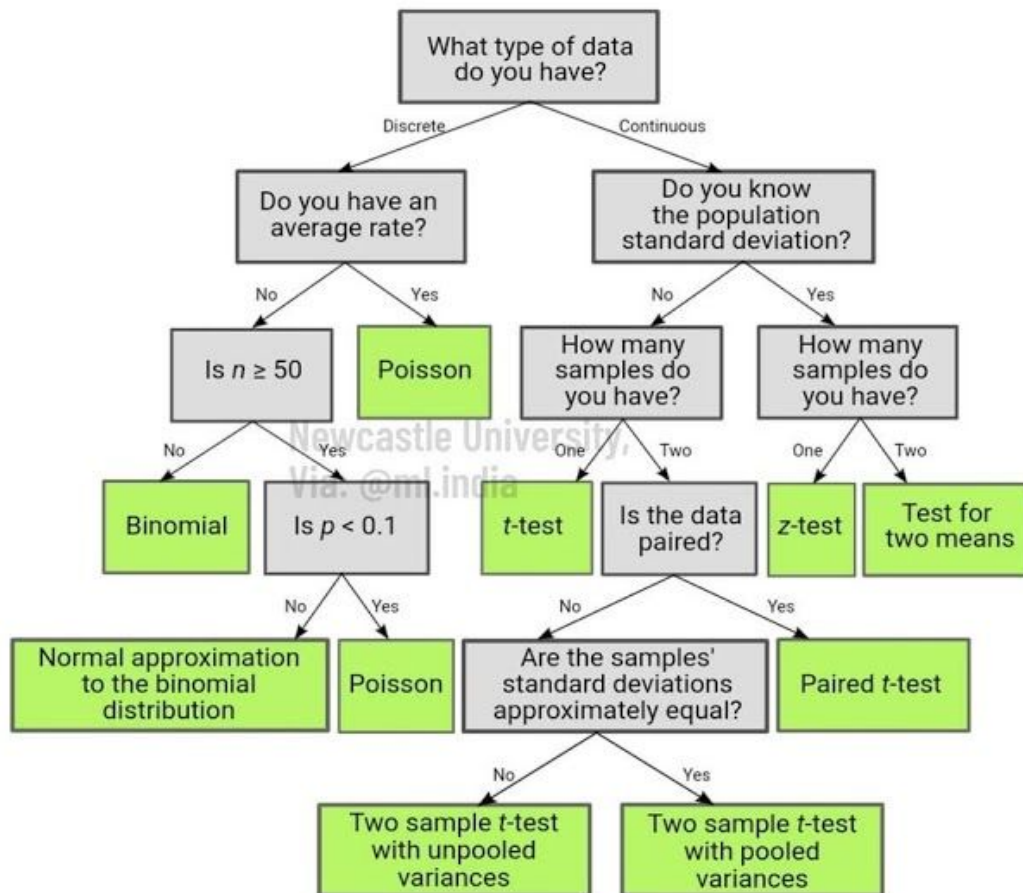 What type of data
do you have?
Discrete
Continuous
Do you have an
average rate?
Do you know
the population
standard deviation?
No
Yes
No
Yes
Is n ≥ 50
Poisson
How many
samples do
you have?
How many
samples do
you have?
Newcastle University,
Via: @ml.india
No
Yes
One
Two
One
Two
Binomial
Is p < 0.1
t-test
Is the data
paired?
z-test
Test for
two means
No
Yes
No
Yes
Normal approximation
to the binomial
distribution
Poisson
Are the samples'
standard deviations
approximately equal?
Paired t-test
No
Yes
Two sample t-test
with unpooled
variances
Two sample t-test
with pooled
variances